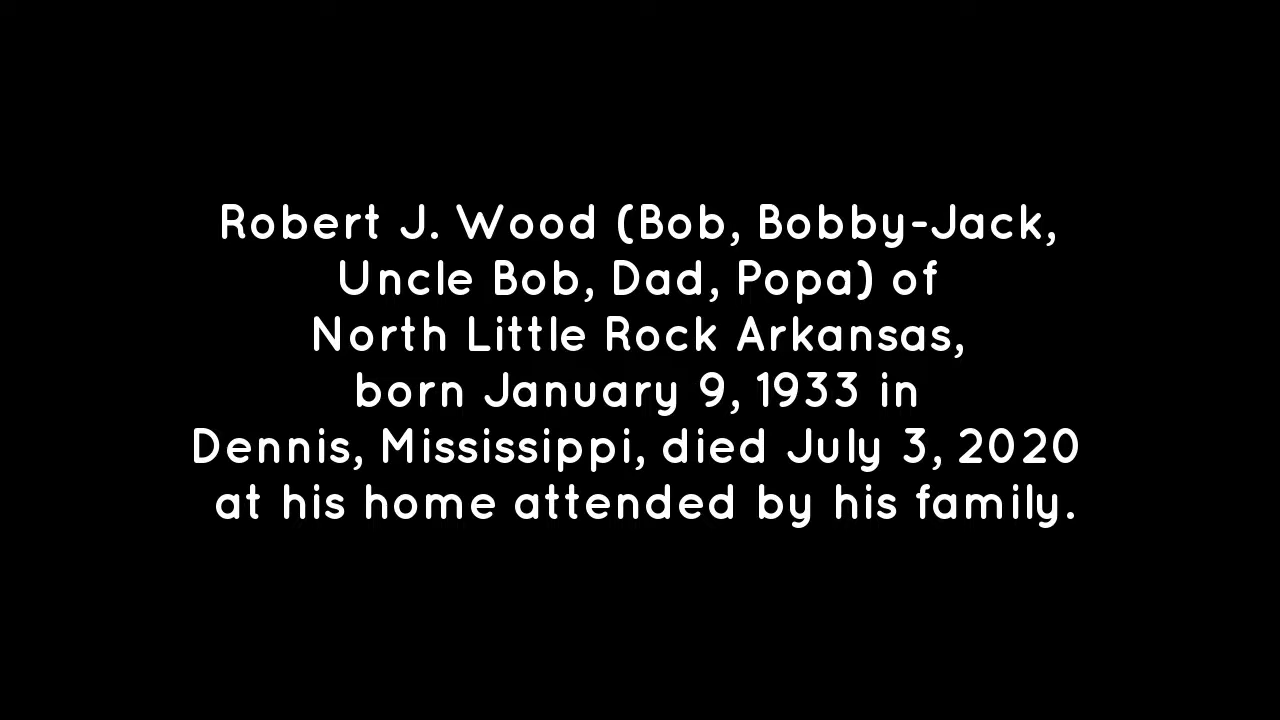 Robert J. Wood (Bob, Bobby-Jack,
Uncle Bob, Dad, Popa) of
North Little Rock Arkansas,
born January 9, 1933 in
Dennis, Mississippi, died July 3, 2020
at his home attended by his family.